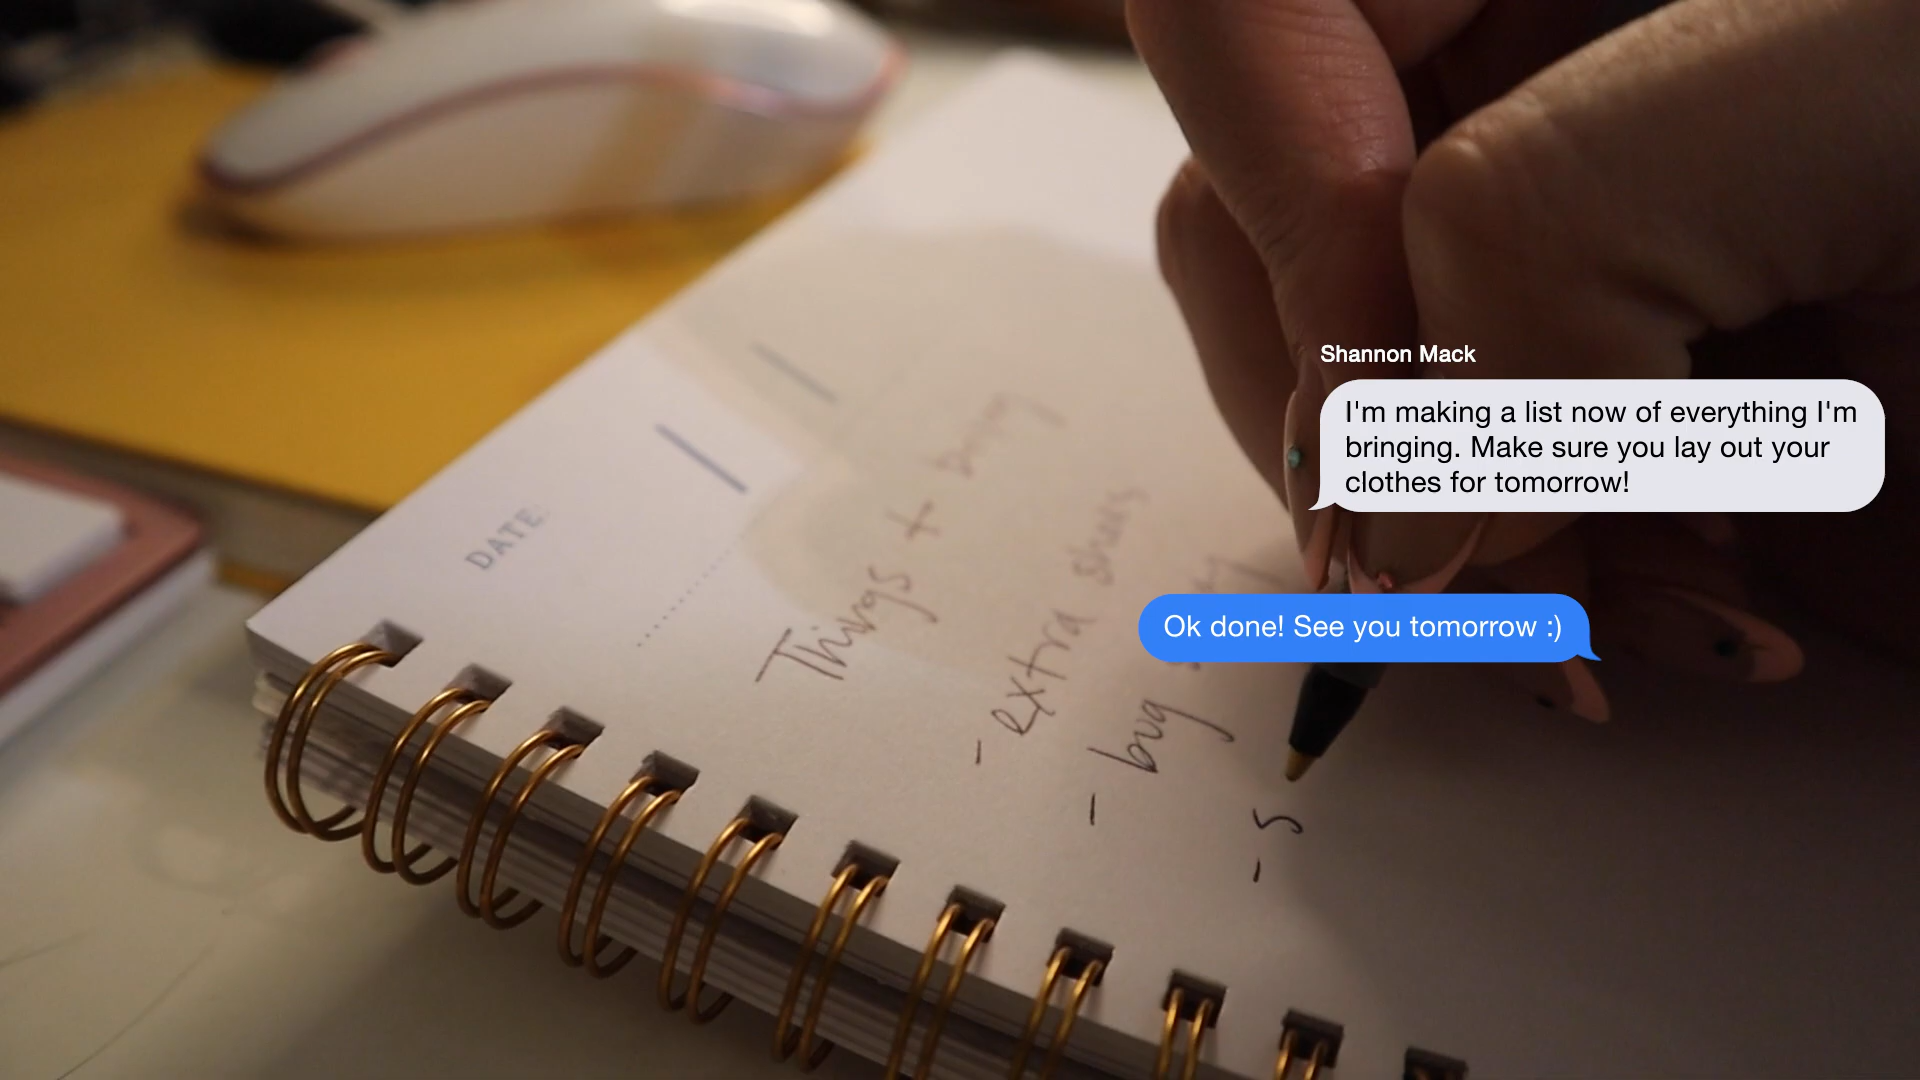 DATE
Things t bring
- extra shoes
- bug
- S
Shannon Mack
I'm making a list now of everything I'm
bringing. Make sure you lay out your
clothes for tomorrow!
Ok done! See you tomorrow :)